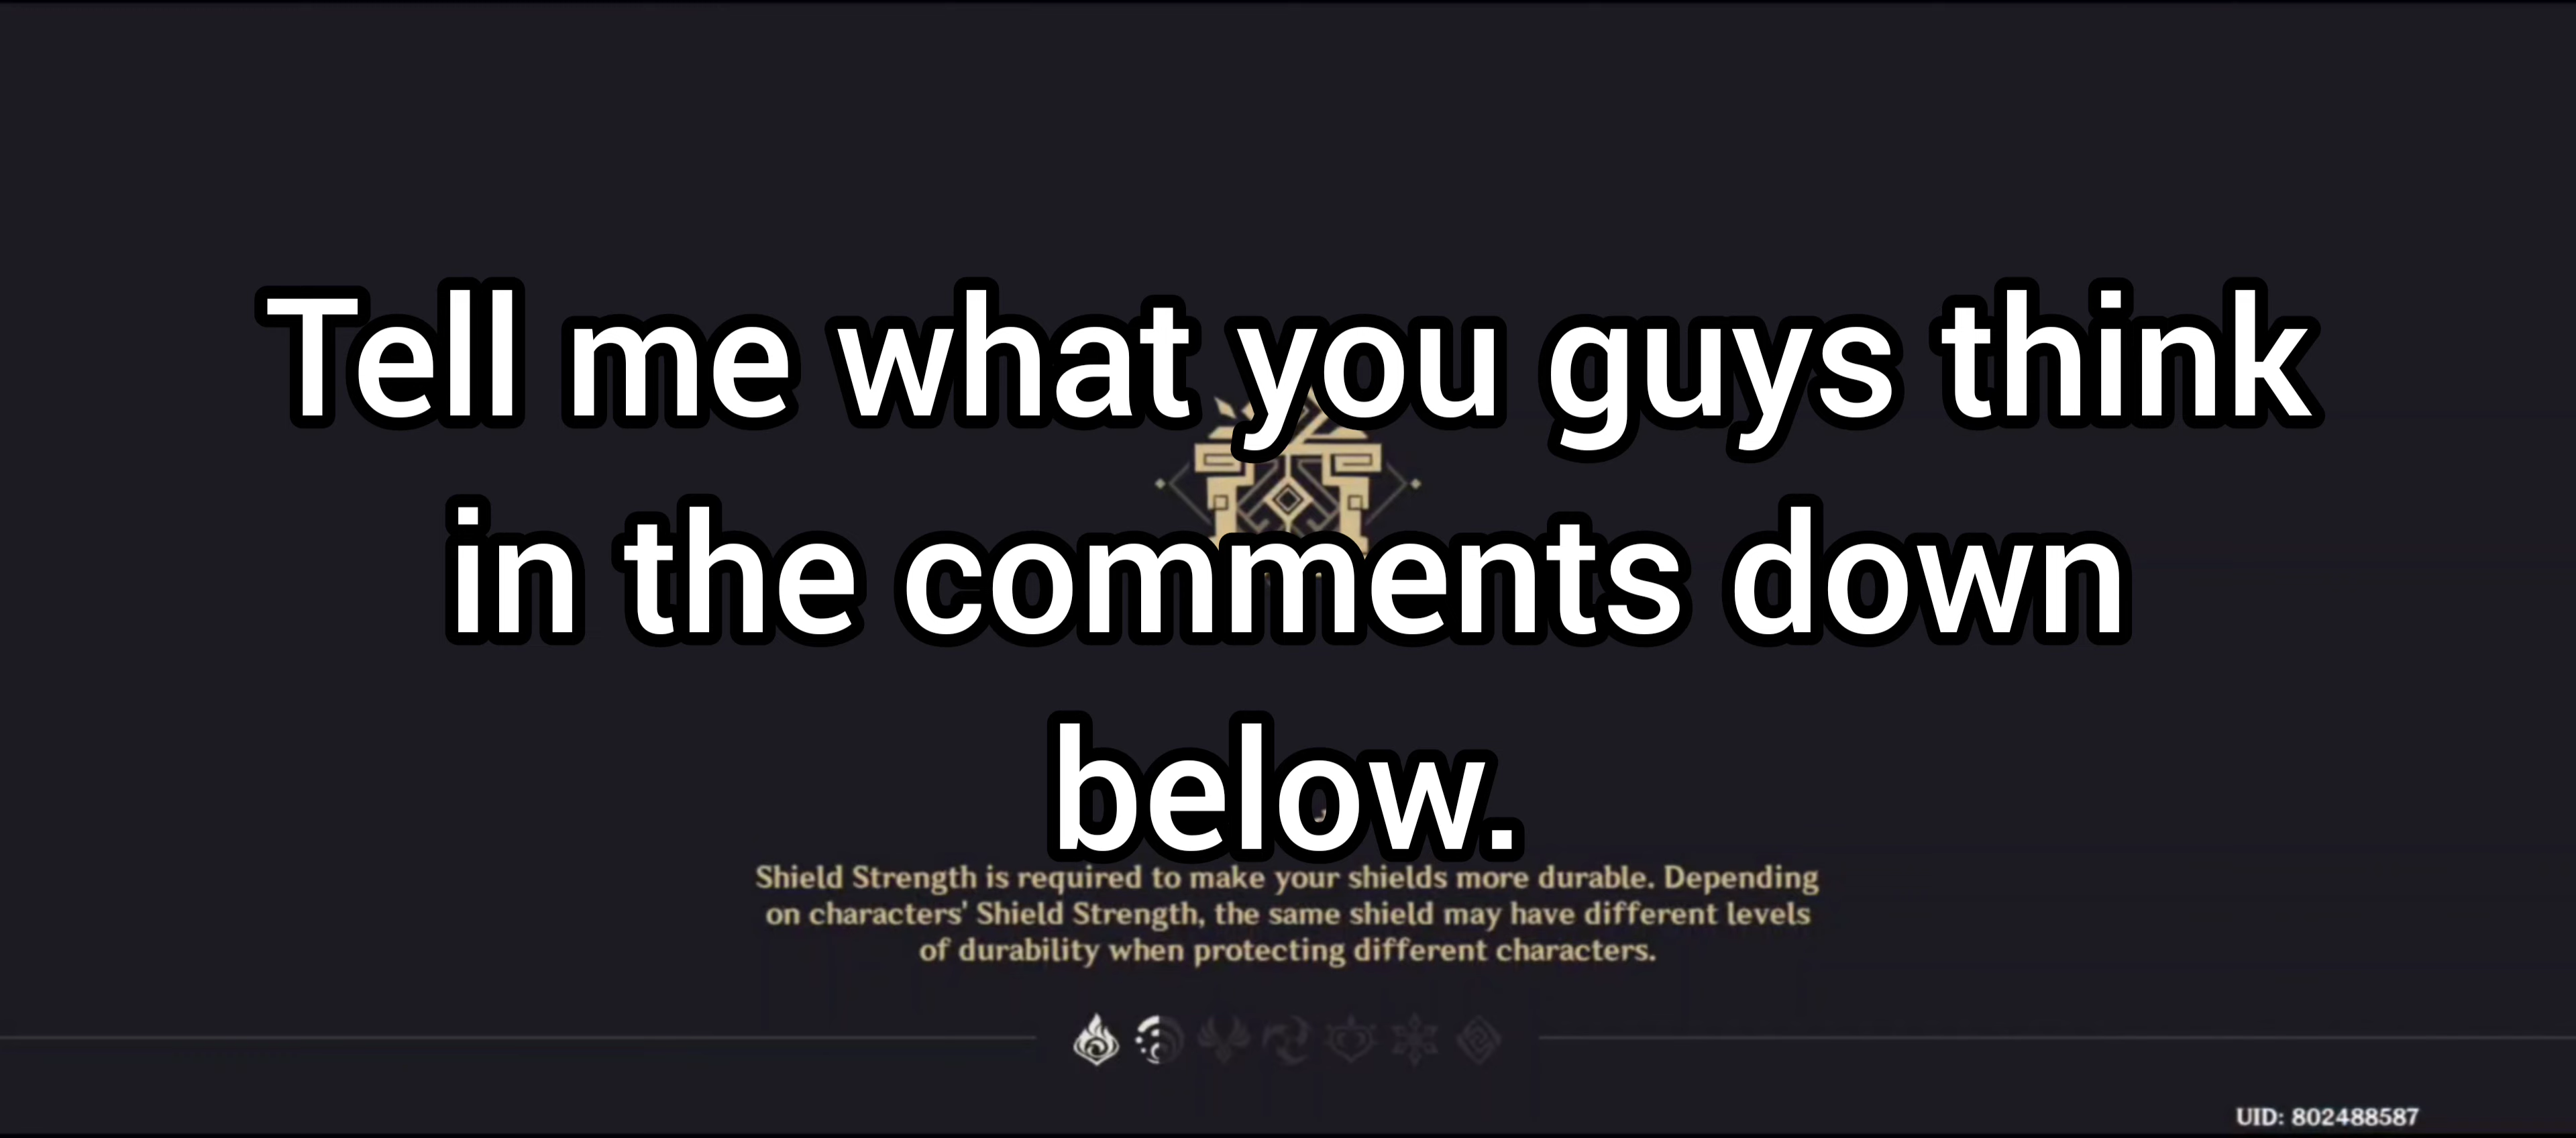 Tell me what you guys think
in the comments down
below.
Shield Strength is required to make your shields more durable. Depending
on characters' Shield Strength, the same shield may have different levels
of durability when protecting different characters.
UID: 802488587